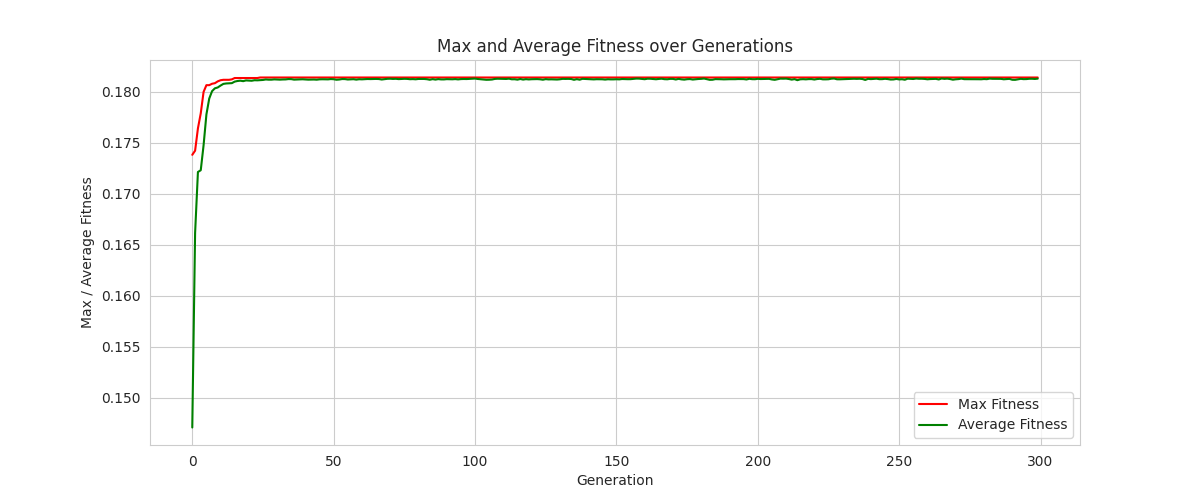 Max and Average Fitness over Generations
Max / Average Fitness
0.180
0.175
0.170
0.165
0.160
0.155
0.150
0 50 100 150 200 250 300
Generation
Max Fitness
Average Fitness